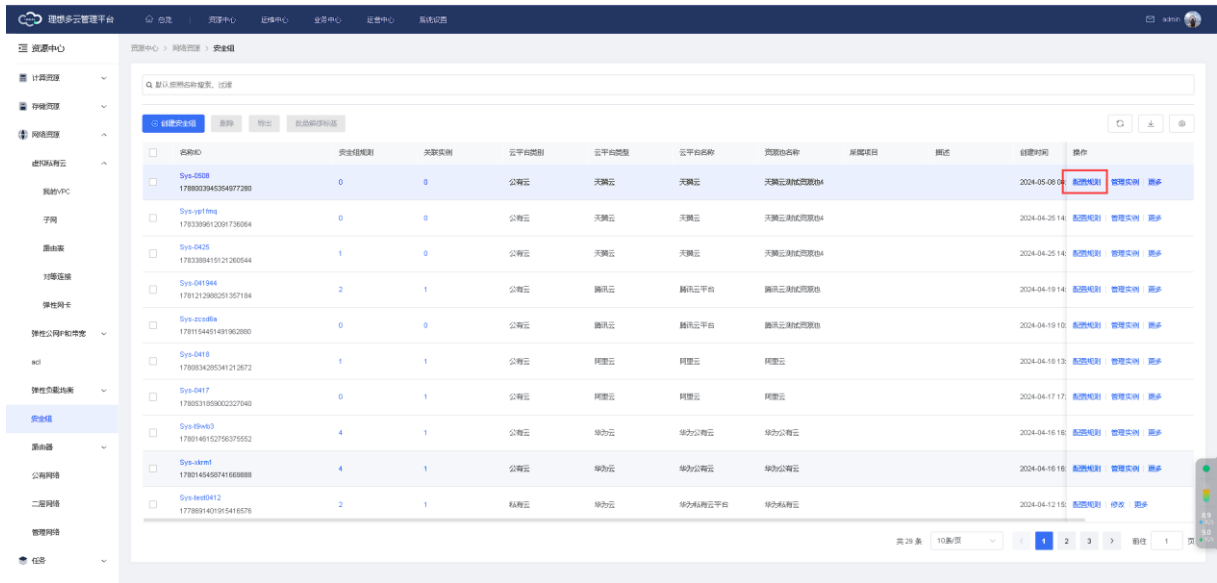 理想多云管理平台 总览 资源中心 运维中心 业务中心 运营中心 系统设置 admin
资源中心
资源中心 > 网络资源 > 安全组
计算资源
存储资源
网络资源
虚拟私有云
我的VPC
子网
路由表
对等连接
弹性网卡
弹性公网IP和带宽
acl
弹性负载均衡
安全组
路由器
公有网络
二层网络
管理网络
任务
默认按照名称搜索、过滤
创建安全组 删除 导出 批量解绑标签
名称/ID 安全组规则 关联实例 云平台类别 云平台类型 云平台名称 资源池名称 所属项目 描述 创建时间 操作
Sys-0508
1788003945354977280 0 0 公有云 天翼云 天翼云 天翼云测试资源池4 2024-05-08 0 配置规则 管理实例 更多
Sys-yp1fmq
1783389612091736064 0 0 公有云 天翼云 天翼云 天翼云测试资源池4 2024-04-25 14: 配置规则 管理实例 更多
Sys-0425
1783388415121260544 1 0 公有云 天翼云 天翼云 天翼云测试资源池4 2024-04-25 14: 配置规则 管理实例 更多
Sys-041944
1781212988251357184 2 1 公有云 腾讯云 腾讯云平台 腾讯云测试资源池 2024-04-19 14: 配置规则 管理实例 更多
Sys-zcsd6a
1781154451491962880 0 0 公有云 腾讯云 腾讯云平台 腾讯云测试资源池 2024-04-19 10: 配置规则 管理实例 更多
Sys-0418
1780834285341212672 1 1 公有云 阿里云 阿里云 阿里云 2024-04-18 13: 配置规则 管理实例 更多
Sys-0417
1780531859002327040 0 1 公有云 阿里云 阿里云 阿里云 2024-04-17 17: 配置规则 管理实例 更多
Sys-l9wb3
1780146152756375552 4 1 公有云 华为云 华为公有云 华为公有云 2024-04-16 16: 配置规则 管理实例 更多
Sys-xkrm1
1780145458741669888 4 1 公有云 华为云 华为公有云 华为公有云 2024-04-16 16: 配置规则 管理实例 更多
Sys-test0412
1778691401915416576 2 1 私有云 华为云 华为私有云平台 华为私有云 2024-04-12 15: 配置规则 修改 更多
共 29 条 10条/页 < 1 2 3 > 前往 1 页